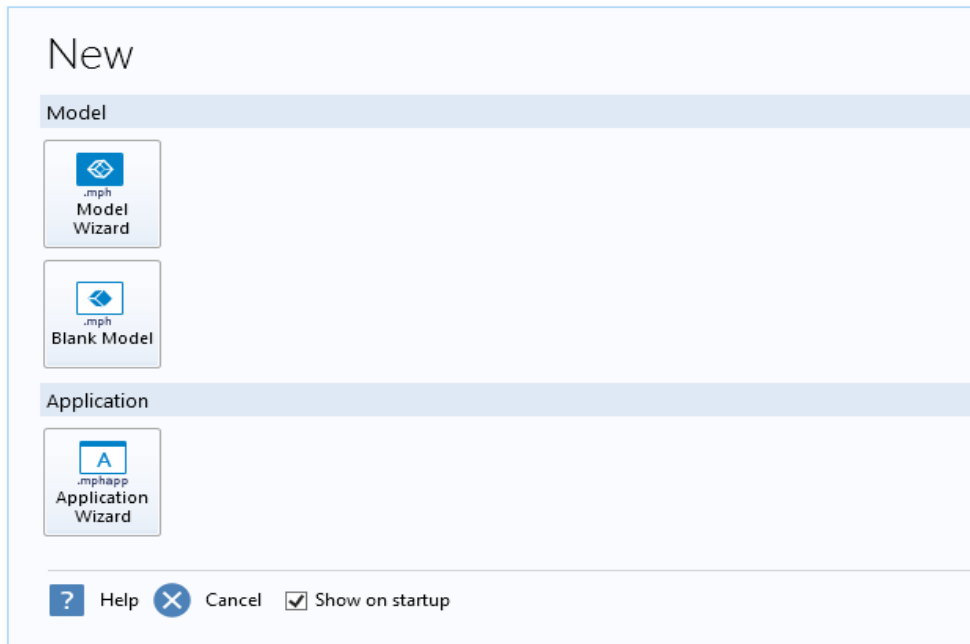 New
Model
.mph
Model
Wizard
.mph
Blank Model
Application
A
.mphapp
Application
Wizard
? Help Cancel Show on startup